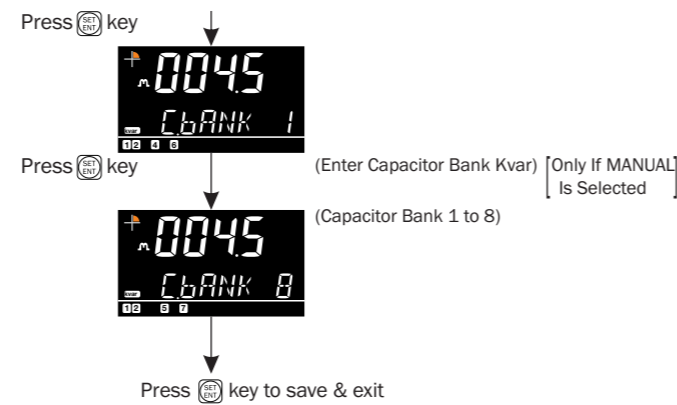 Press SET ENT key
004.5
kvar C.bANK 1
1 2 4 6
Press SET ENT key
(Enter Capacitor Bank Kvar) [Only If MANUAL Is Selected]
(Capacitor Bank 1 to 8)
004.5
kvar C.bANK 8
1 2 5 7
Press SET ENT key to save & exit